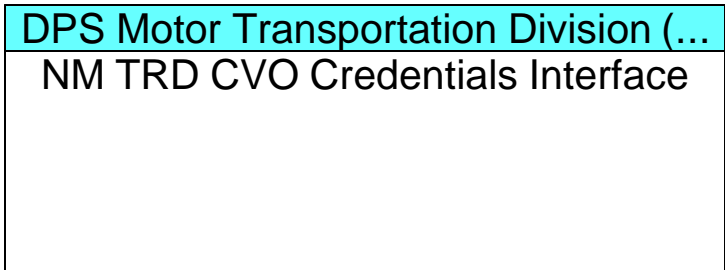 DPS Motor Transportation Division (...
NM TRD CVO Credentials Interface